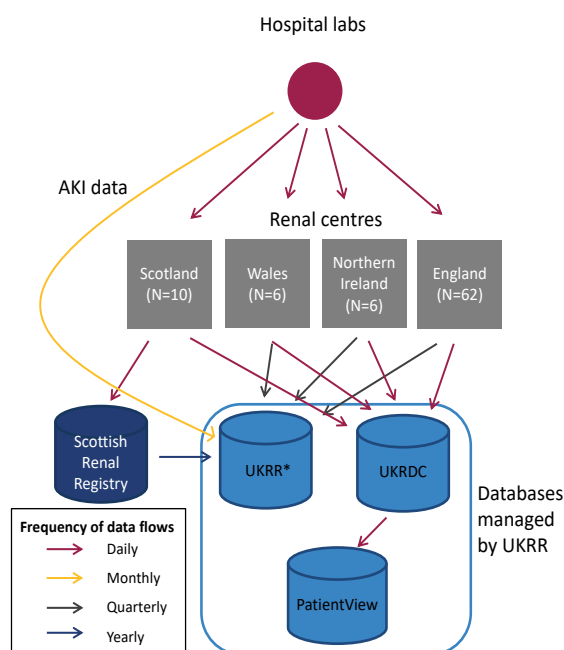 Hospital labs
AKI data
Renal centres
Scotland
(N=10)
Wales
(N=6)
Northern
Ireland
(N=6)
England
(N=62)
Scottish
Renal
Registry
UKRR*
UKRDC
Databases
managed
by UKRR
PatientView
Frequency of data flows
Daily
Monthly
Quarterly
Yearly